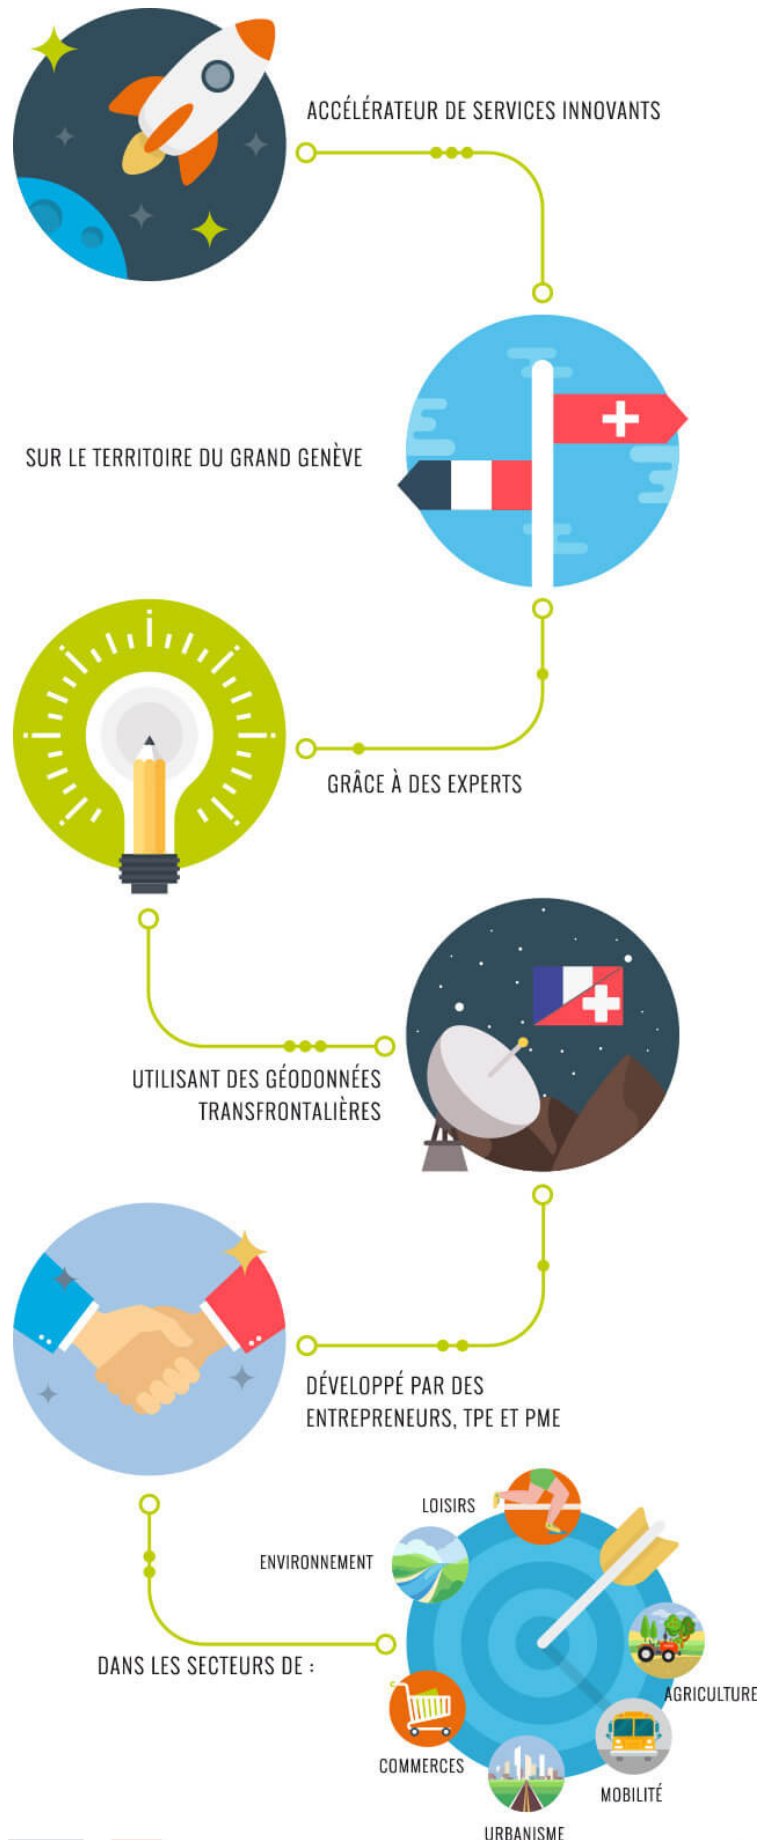 ACCÉLÉRATEUR DE SERVICES INNOVANTS
SUR LE TERRITOIRE DU GRAND GENÈVE
GRÂCE À DES EXPERTS
UTILISANT DES GÉODONNÉES
TRANSFRONTALIÈRES
DÉVELOPPÉ PAR DES
ENTREPRENEURS, TPE ET PME
DANS LES SECTEURS DE :
LOISIRS
ENVIRONNEMENT
AGRICULTURE
COMMERCES
MOBILITÉ
URBANISME